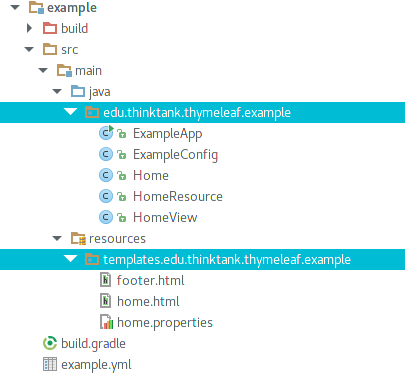 example
build
src
main
java
edu.thinktank.thymeleaf.example
ExampleApp
ExampleConfig
Home
HomeResource
HomeView
resources
templates.edu.thinktank.thymeleaf.example
footer.html
home.html
home.properties
build.gradle
example.yml